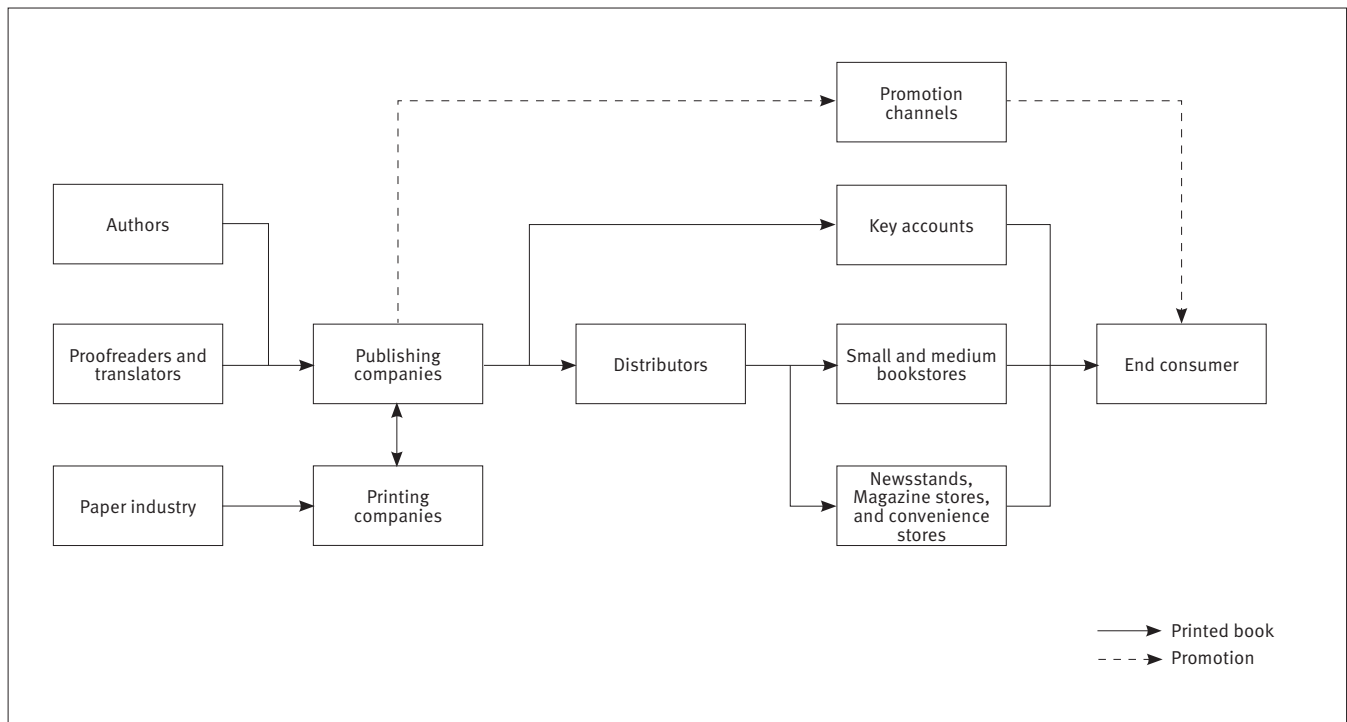 Promotion
channels
Authors
Key accounts
Proofreaders and
translators
Publishing
companies
Distributors
Small and medium
bookstores
End consumer
Paper industry
Printing
companies
Newsstands,
Magazine stores,
and convenience
stores
Printed book
Promotion